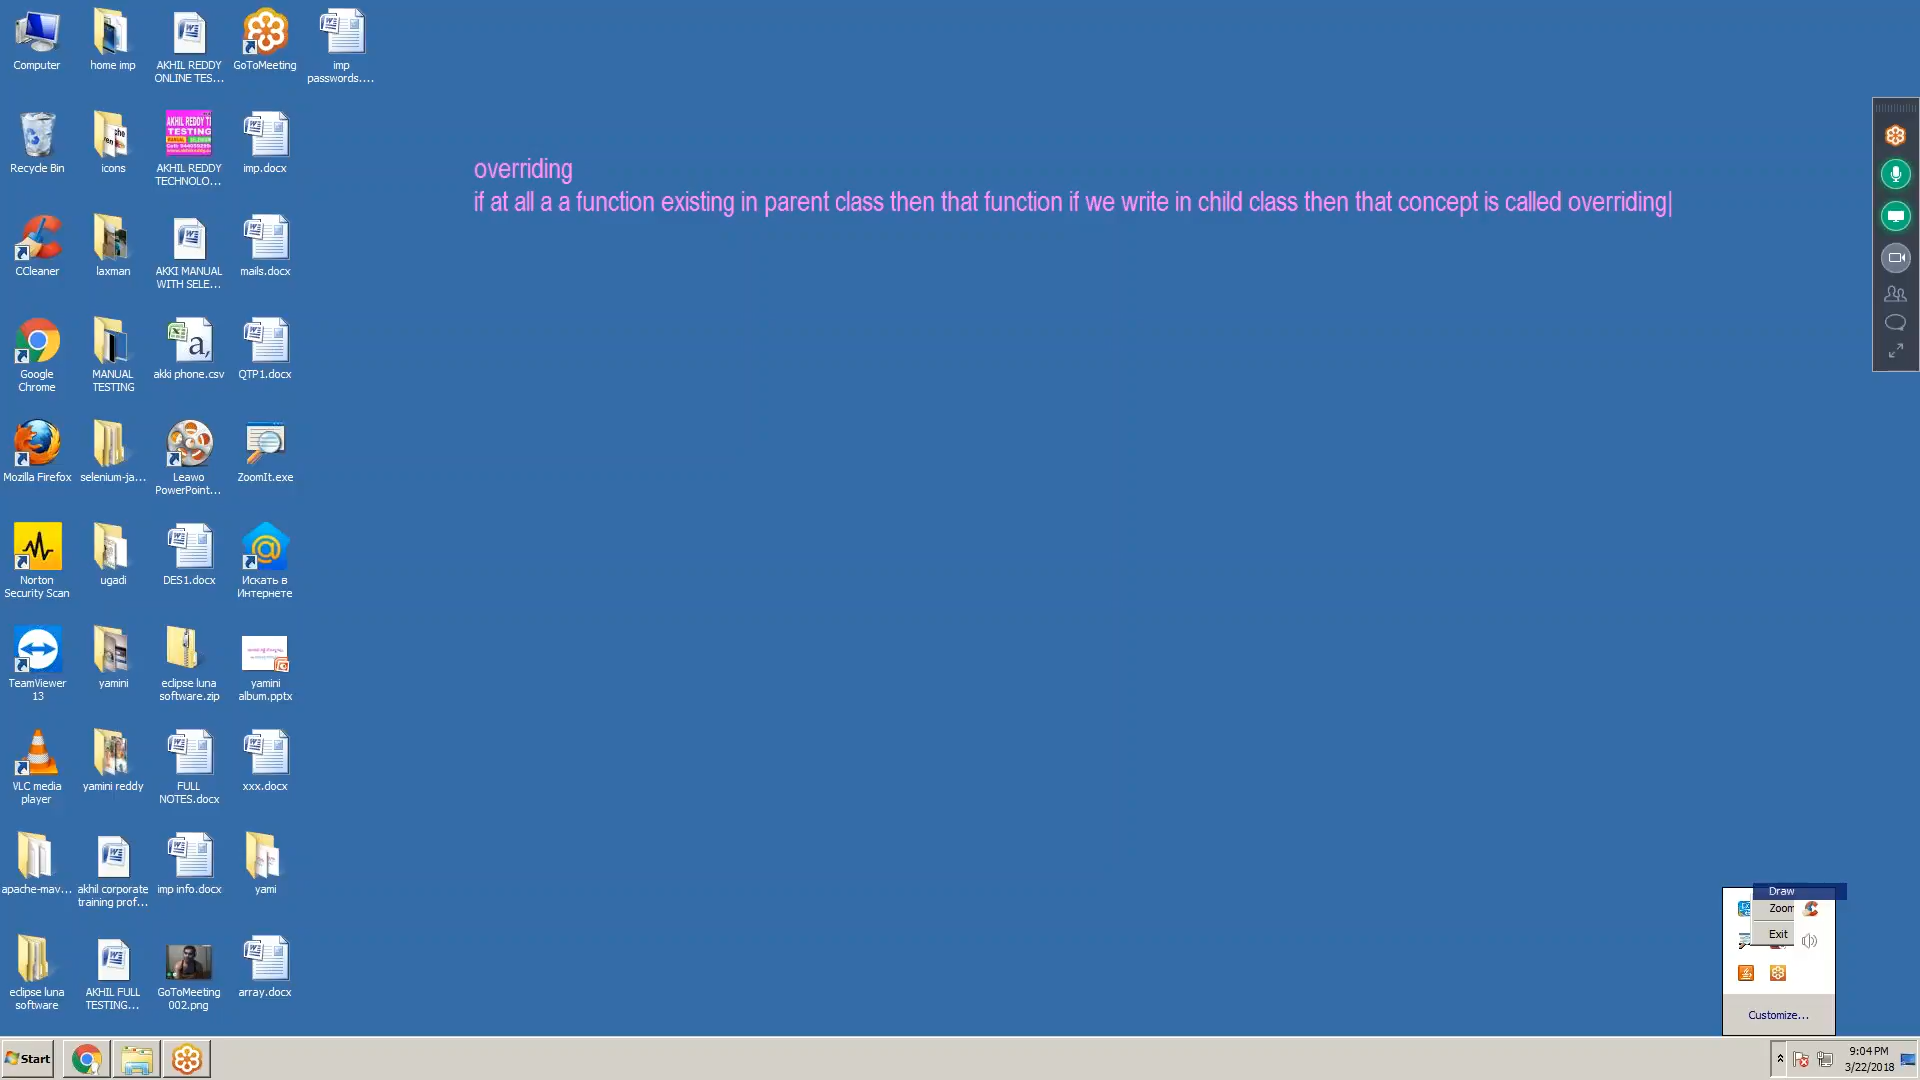 Computer
home imp
AKHIL REDDY
ONLINE TES...
GoToMeeting
imp
passwords....
overriding
if at all a a function existing in parent class then that function if we write in child class then that concept is called overriding
Recycle Bin
icons
AKHIL REDDY
TESTING
AKHIL REDDY
TECHNOLO...
imp.docx
CCleaner
laxman
AKKI MANUAL
WITH SELE...
mails.docx
Google
Chrome
MANUAL
TESTING
akki phone.csv
QTP1.docx
Mozilla Firefox
selenium-ja...
Leawo
PowerPoint...
ZoomIt.exe
Norton
Security Scan
ugadi
DES1.docx
Искать в
Интернете
TeamViewer
13
yamini
eclipse luna
software.zip
yamini
album.pptx
VLC media
player
yamini reddy
FULL
NOTES.docx
xxx.docx
apache-mav...
akhil corporate
training prof...
imp info.docx
yami
eclipse luna
software
AKHIL FULL
TESTING...
GoToMeeting
002.png
array.docx
Draw
Zoom
Exit
Customize...
Start
9:04 PM
3/22/2018